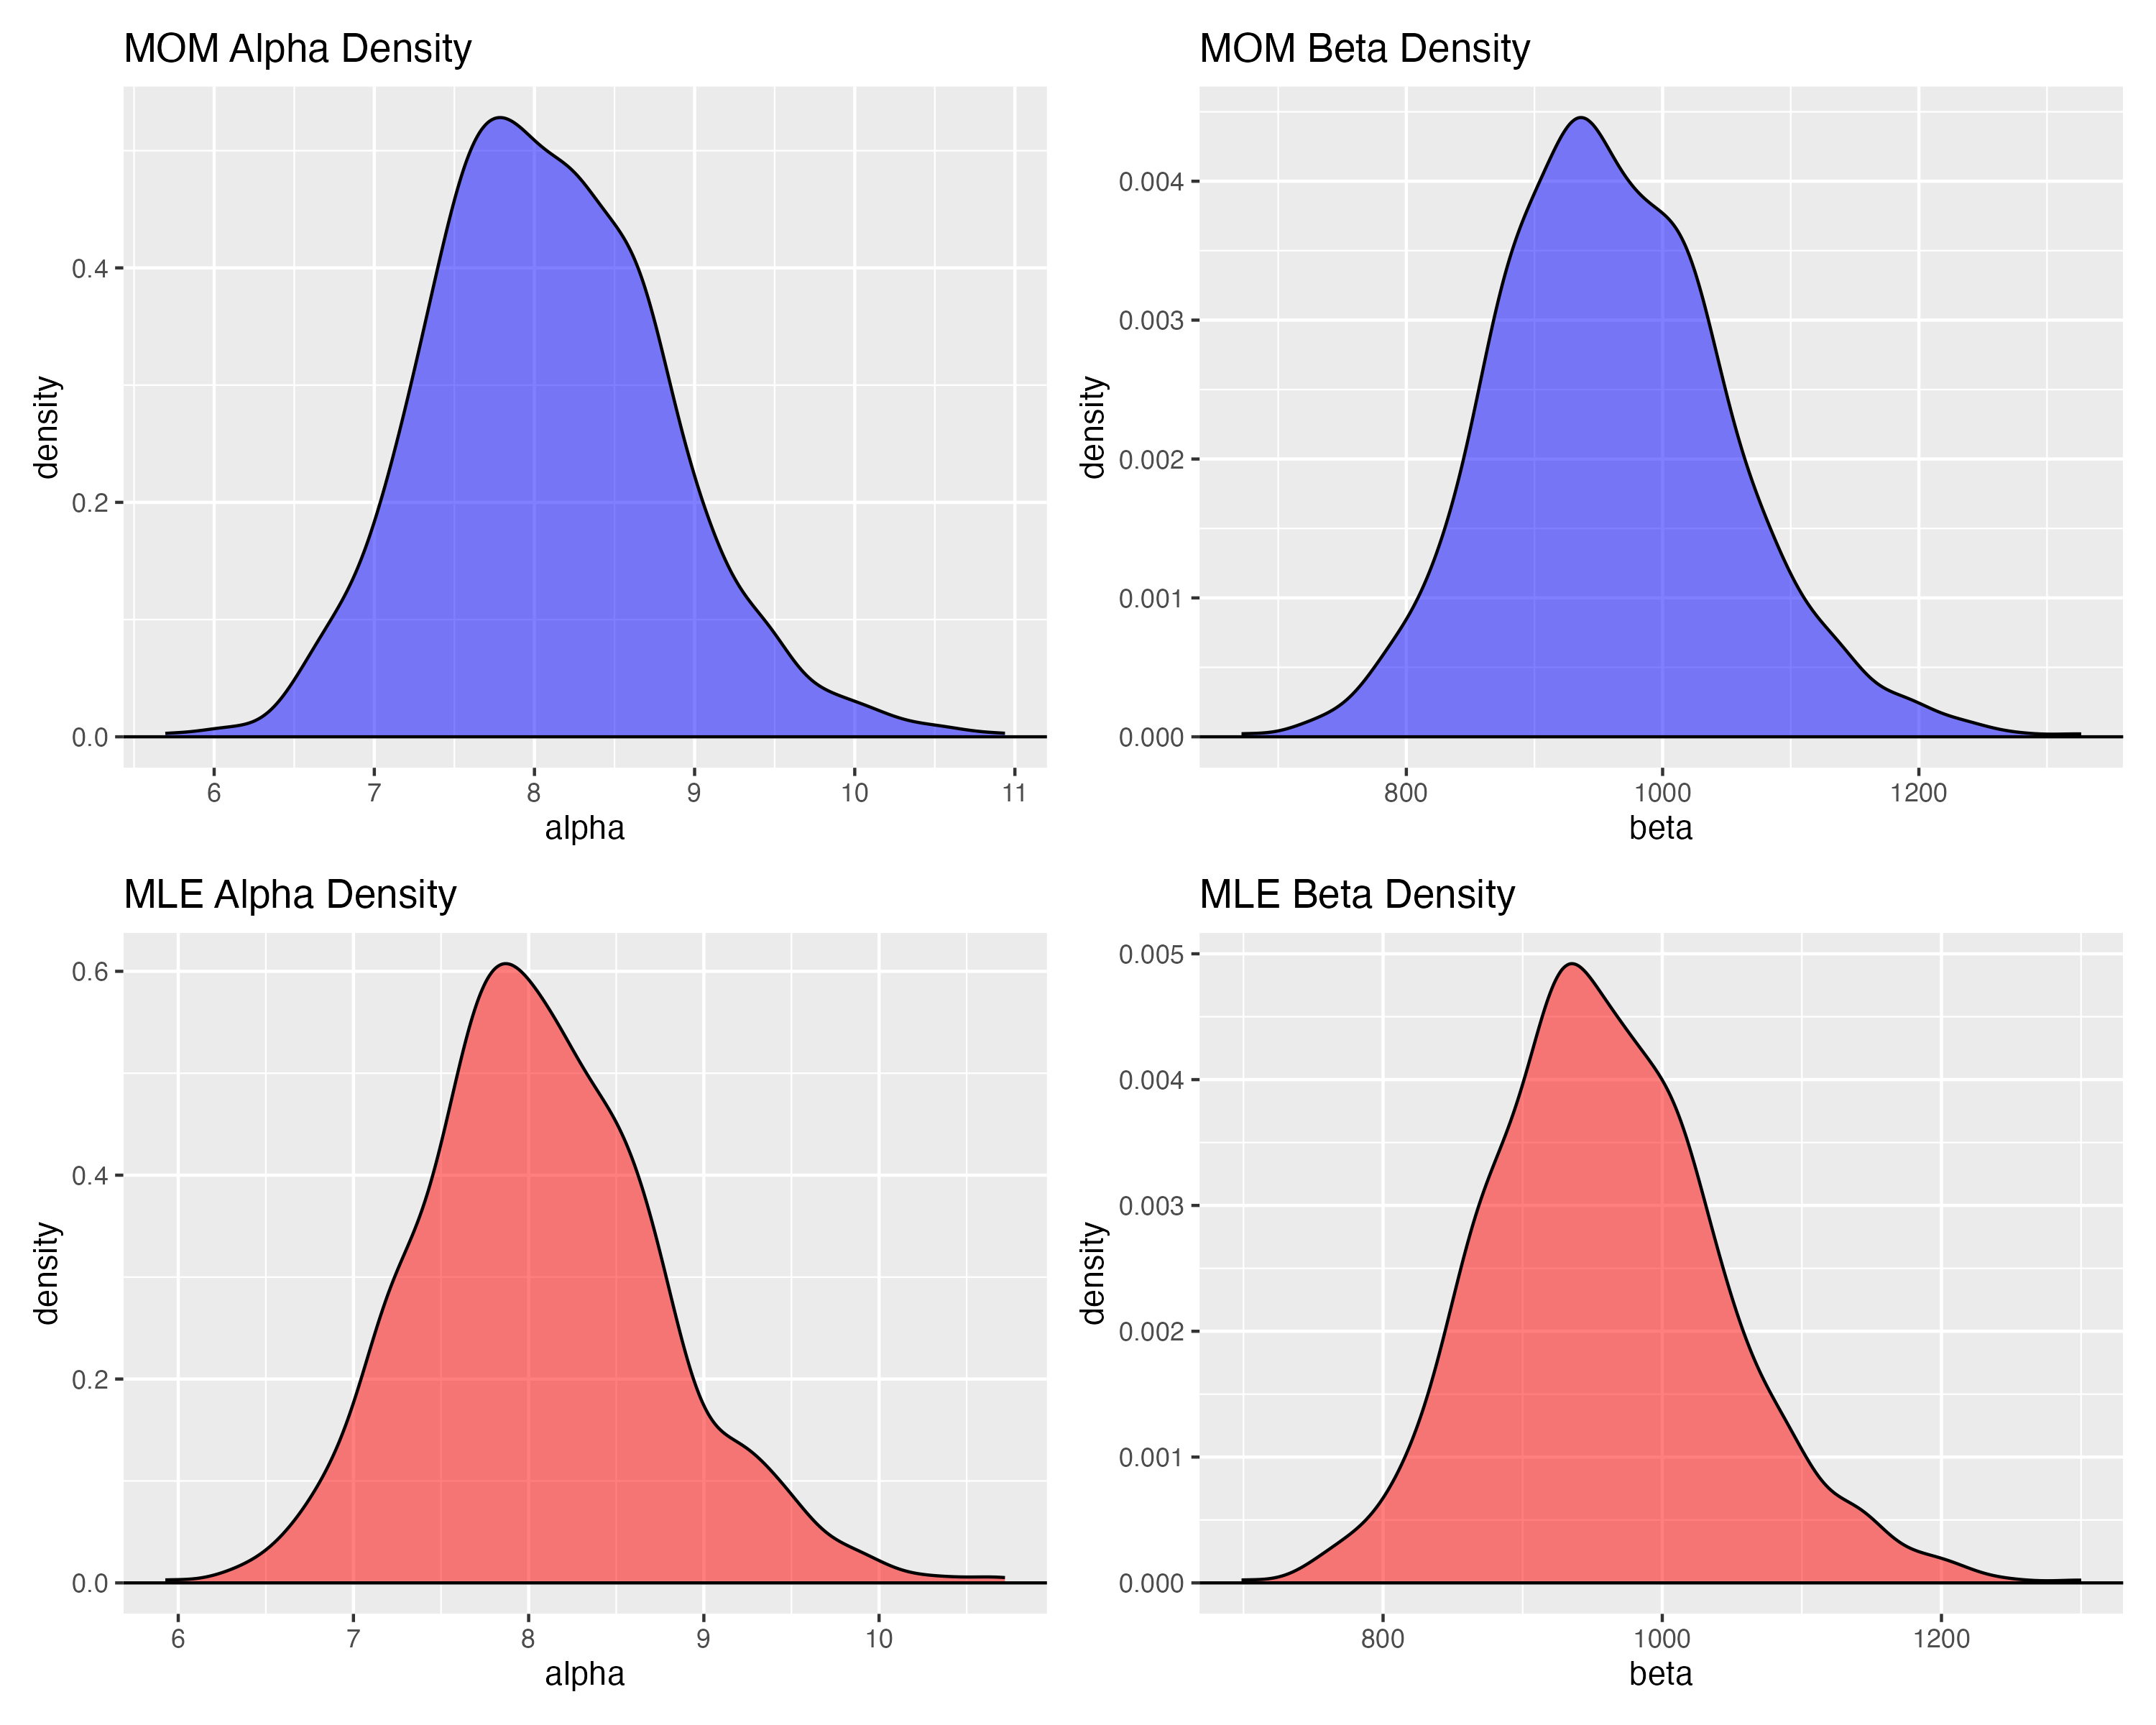 MOM Alpha Density
density
0.4
0.2
0.0
6 7 8 9 10 11
alpha
MOM Beta Density
density
0.004
0.003
0.002
0.001
0.000
800 1000 1200
beta
MLE Alpha Density
density
0.6
0.4
0.2
0.0
6 7 8 9 10
alpha
MLE Beta Density
density
0.005
0.004
0.003
0.002
0.001
0.000
800 1000 1200
beta